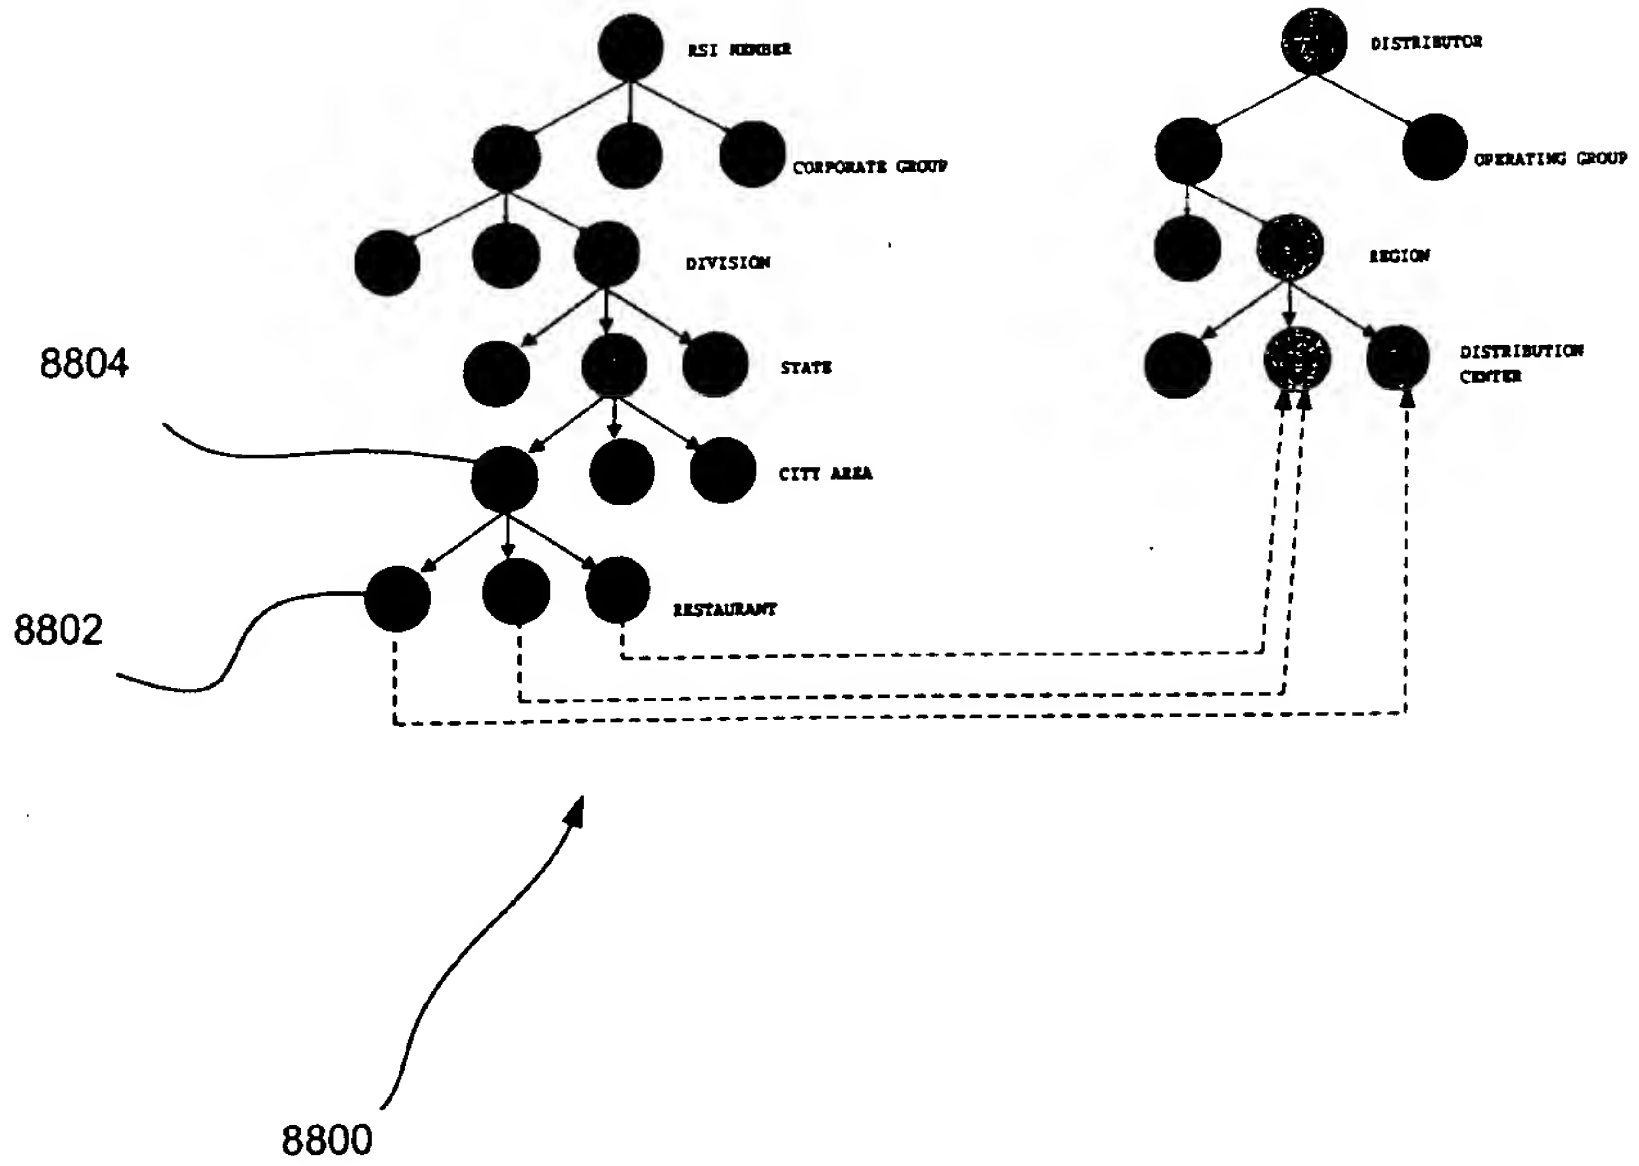 RSI MEMBER
DISTRIBUTOR
CORPORATE GROUP
OPERATING GROUP
DIVISION
REGION
8804
STATE
DISTRIBUTION
CENTER
CITY AREA
8802
RESTAURANT
8800